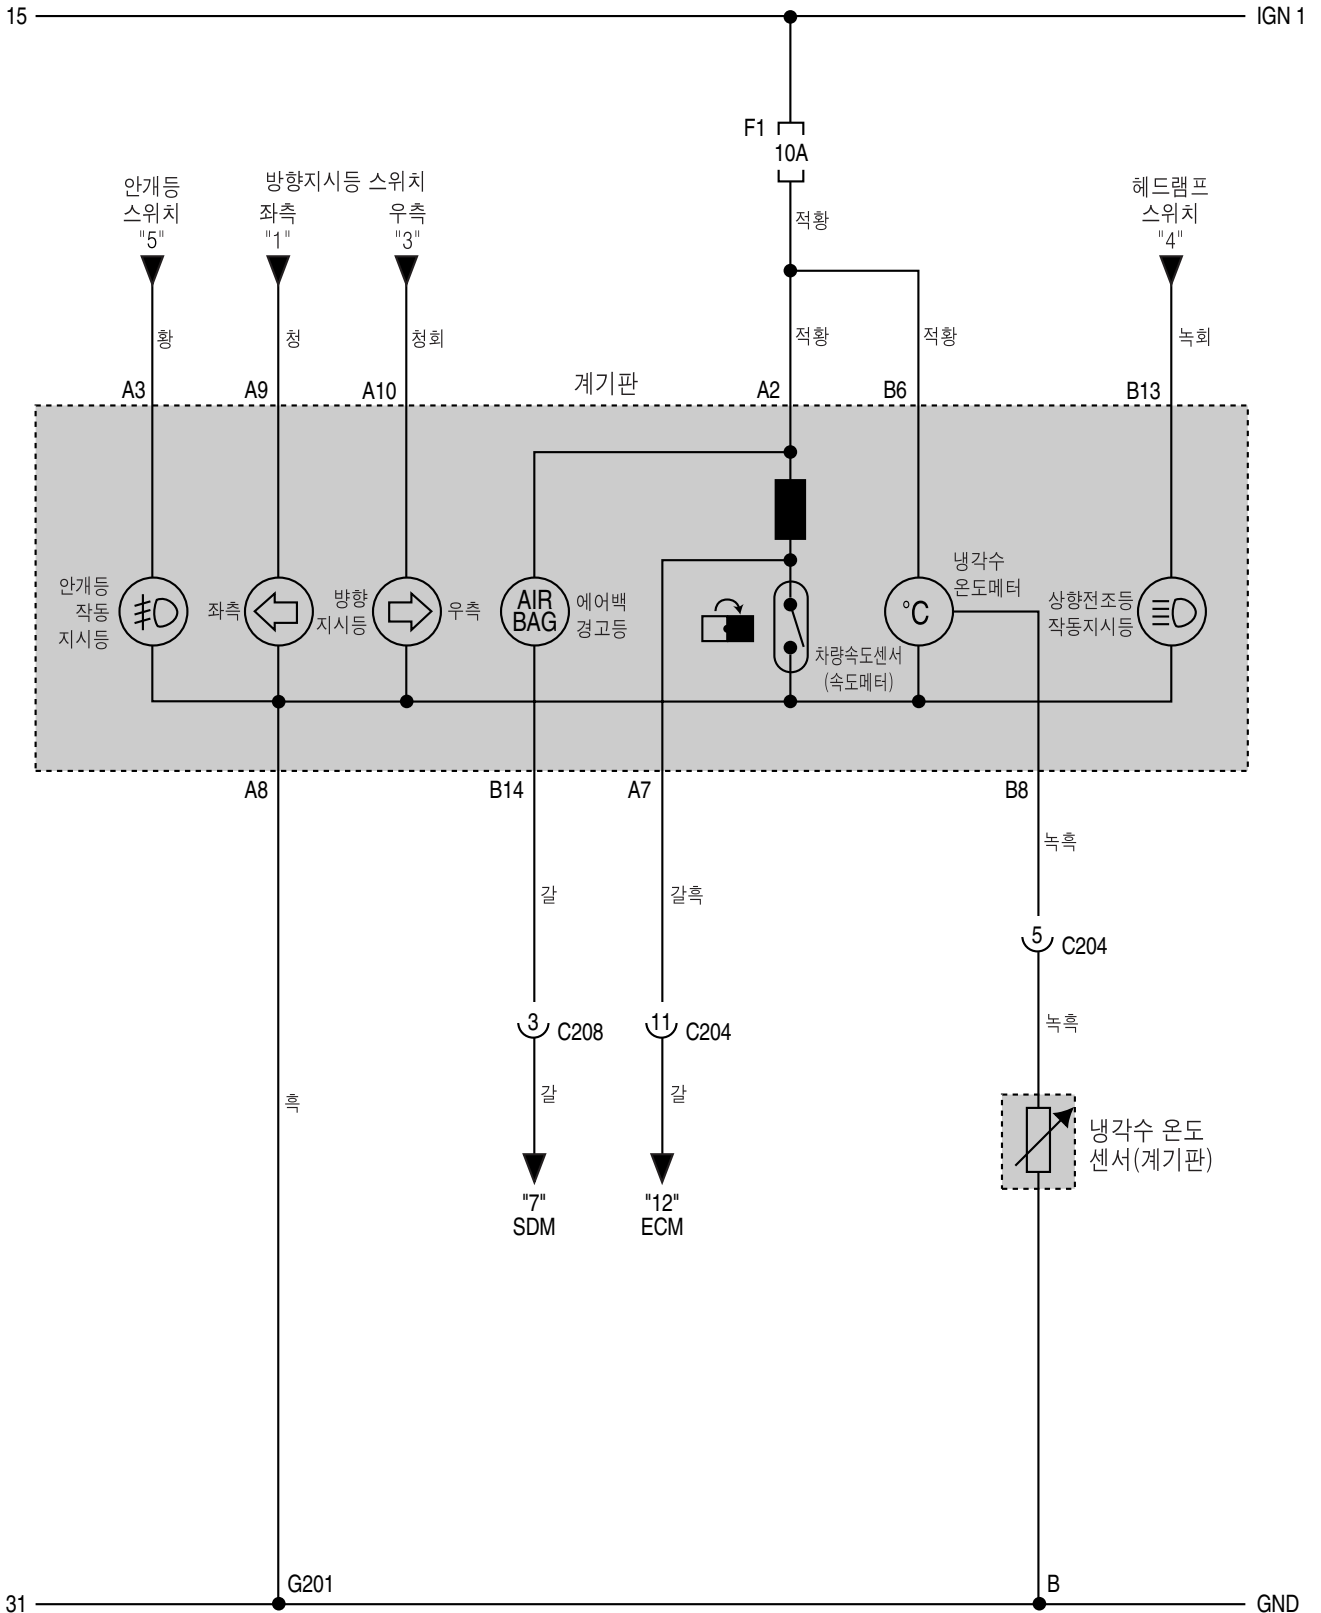 15
IGN 1
F1
10A
적황
안개등
스위치
"5"
방향지시등 스위치
좌측
우측
"1"
"3"
헤드램프
스위치
"4"
황
청
청회
적황
적황
녹회
A3
A9
A10
계기판
A2
B6
B13
안개등
작동
지시등
좌측
방향
지시등
우측
AIR
BAG
에어백
경고등
차량속도센서
(속도메터)
°C
냉각수
온도메터
상향전조등
작동지시등
A8
B14
A7
B8
녹흑
갈
갈흑
5
C204
3
C208
11
C204
녹흑
흑
갈
갈
냉각수 온도
센서(계기판)
"7"
SDM
"12"
ECM
G201
B
31
GND